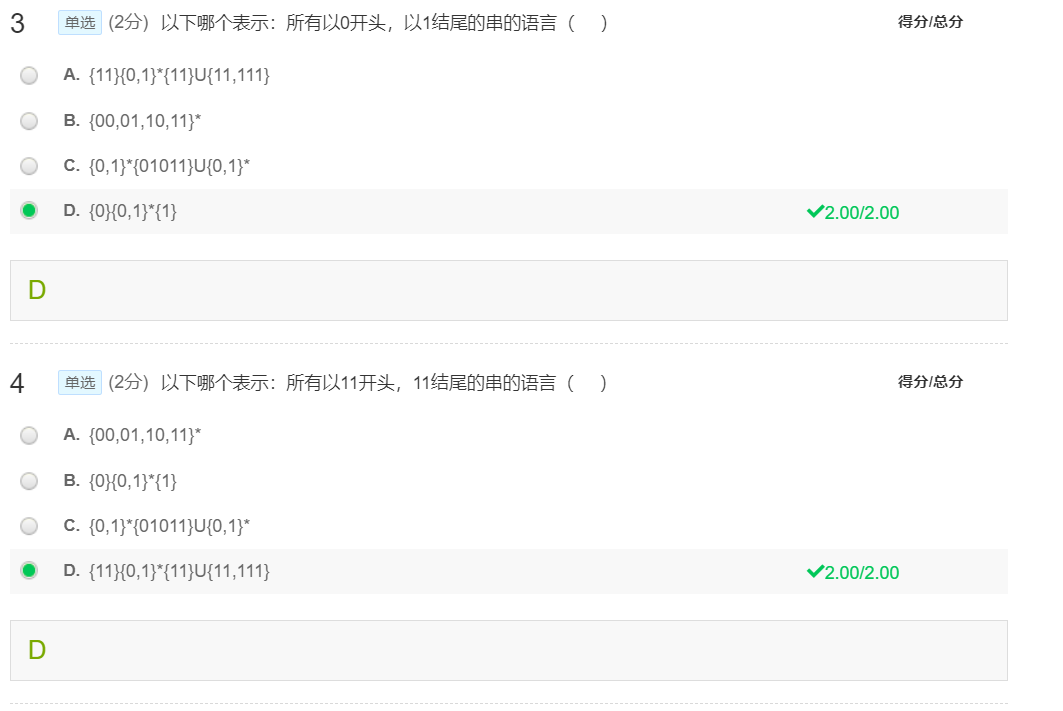 3 单选 (2分) 以下哪个表示：所有以0开头，以1结尾的串的语言（ ） 得分/总分
A. {11}{0,1}*{11}U{11,111}
B. {00,01,10,11}*
C. {0,1}*{01011}U{0,1}*
D. {0}{0,1}*{1} 2.00/2.00
D
4 单选 (2分) 以下哪个表示：所有以11开头，11结尾的串的语言（ ） 得分/总分
A. {00,01,10,11}*
B. {0}{0,1}*{1}
C. {0,1}*{01011}U{0,1}*
D. {11}{0,1}*{11}U{11,111} 2.00/2.00
D